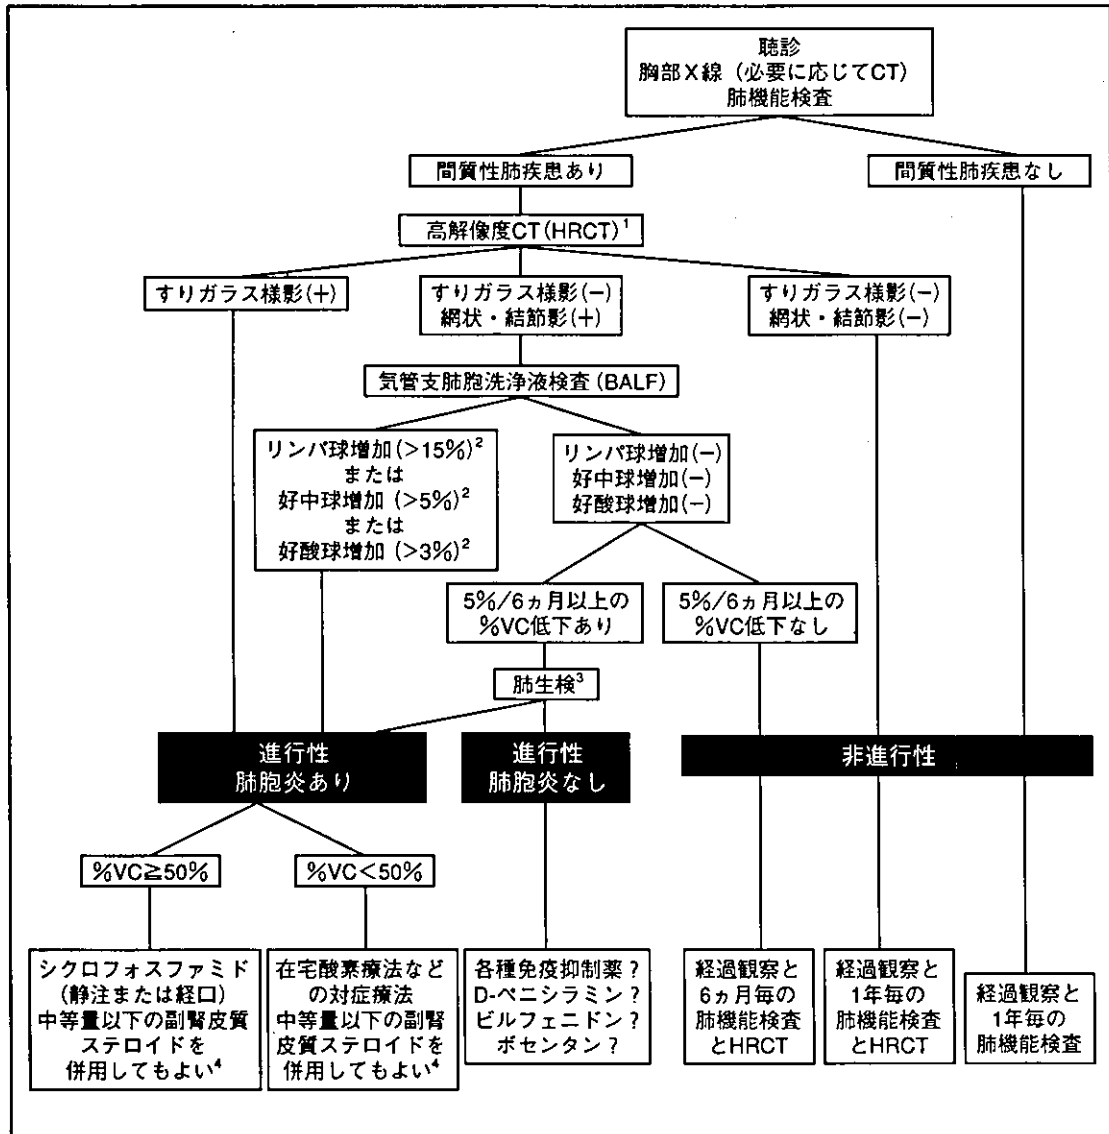 聴診
胸部X線（必要に応じてCT）
肺機能検査
間質性肺疾患あり
間質性肺疾患なし
高解像度CT(HRCT)1
すりガラス様影(+)
すりガラス様影(−)
網状・結節影(+)
すりガラス様影(−)
網状・結節影(−)
気管支肺胞洗浄液検査(BALF)
リンパ球増加(>15%)2
または
好中球増加(>5%)2
または
好酸球増加(>3%)2
リンパ球増加(−)
好中球増加(−)
好酸球増加(−)
5%/6ヵ月以上の
%VC低下あり
5%/6ヵ月以上の
%VC低下なし
肺生検3
進行性
肺胞炎あり
進行性
肺胞炎なし
非進行性
%VC≧50%
%VC<50%
シクロフォスファミド
(静注または経口)
中等量以下の副腎皮質
ステロイドを
併用してもよい4
在宅酸素療法など
の対症療法
中等量以下の副腎
皮質ステロイドを
併用してもよい4
各種免疫抑制薬？
D-ペニシラミン？
ピルフェニドン？
ボセンタン？
経過観察と
6ヵ月毎の
肺機能検査
とHRCT
経過観察と
1年毎の
肺機能検査
とHRCT
経過観察と
1年毎の
肺機能検査